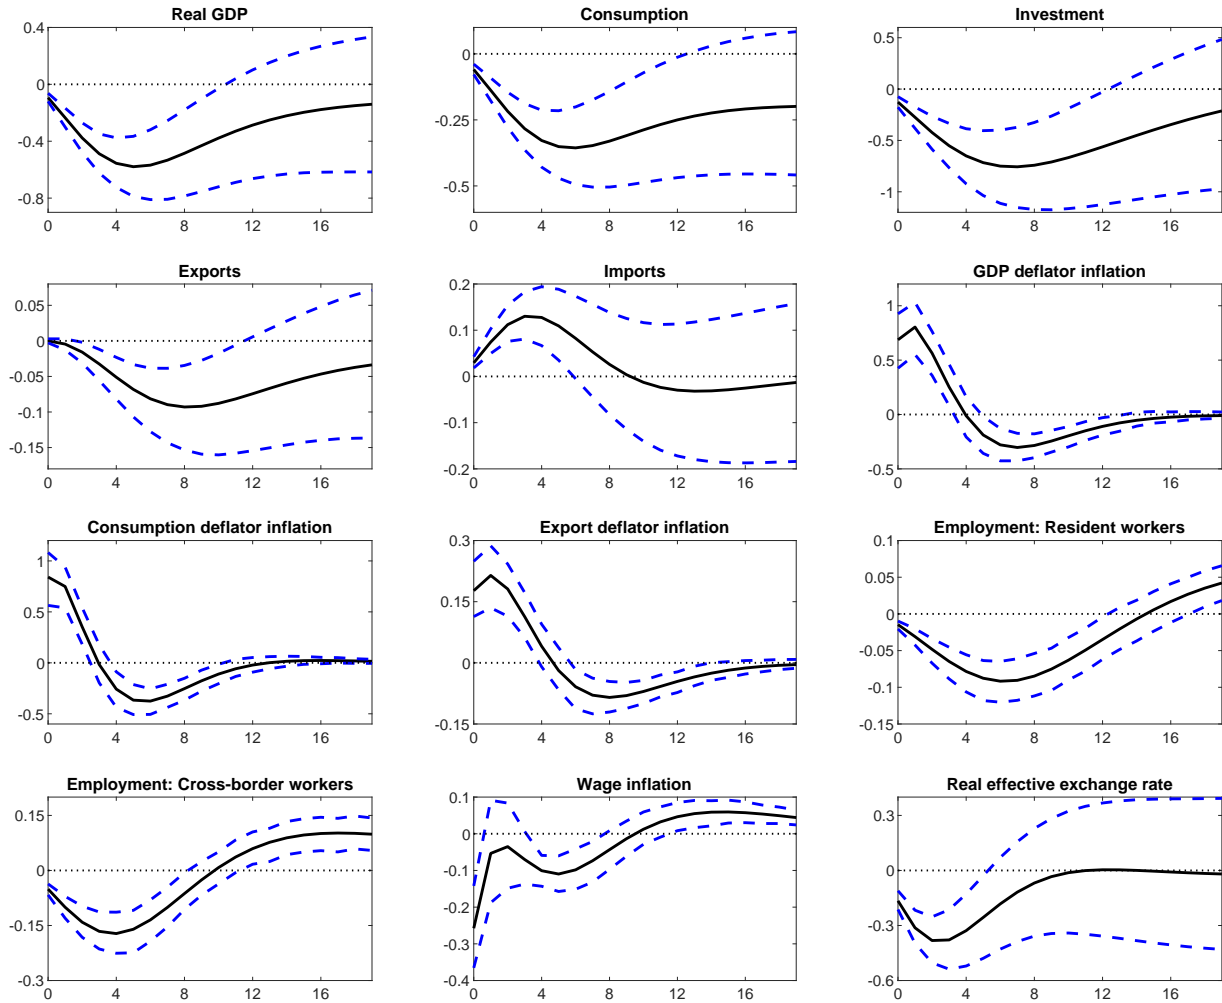 Real GDP
0.4
0
-0.4
-0.8
0 4 8 12 16
Consumption
0
-0.25
-0.5
0 4 8 12 16
Investment
0.5
0
-0.5
-1
0 4 8 12 16
Exports
0.05
0
-0.05
-0.1
-0.15
0 4 8 12 16
Imports
0.2
0.1
0
-0.1
-0.2
0 4 8 12 16
GDP deflator inflation
1
0.5
0
-0.5
0 4 8 12 16
Consumption deflator inflation
1
0.5
0
-0.5
0 4 8 12 16
Export deflator inflation
0.3
0.15
0
-0.15
0 4 8 12 16
Employment: Resident workers
0.1
0.05
0
-0.05
-0.1
-0.15
0 4 8 12 16
Employment: Cross-border workers
0.15
0
-0.15
-0.3
0 4 8 12 16
Wage inflation
0.1
0
-0.1
-0.2
-0.3
-0.4
0 4 8 12 16
Real effective exchange rate
0.3
0
-0.3
-0.6
0 4 8 12 16